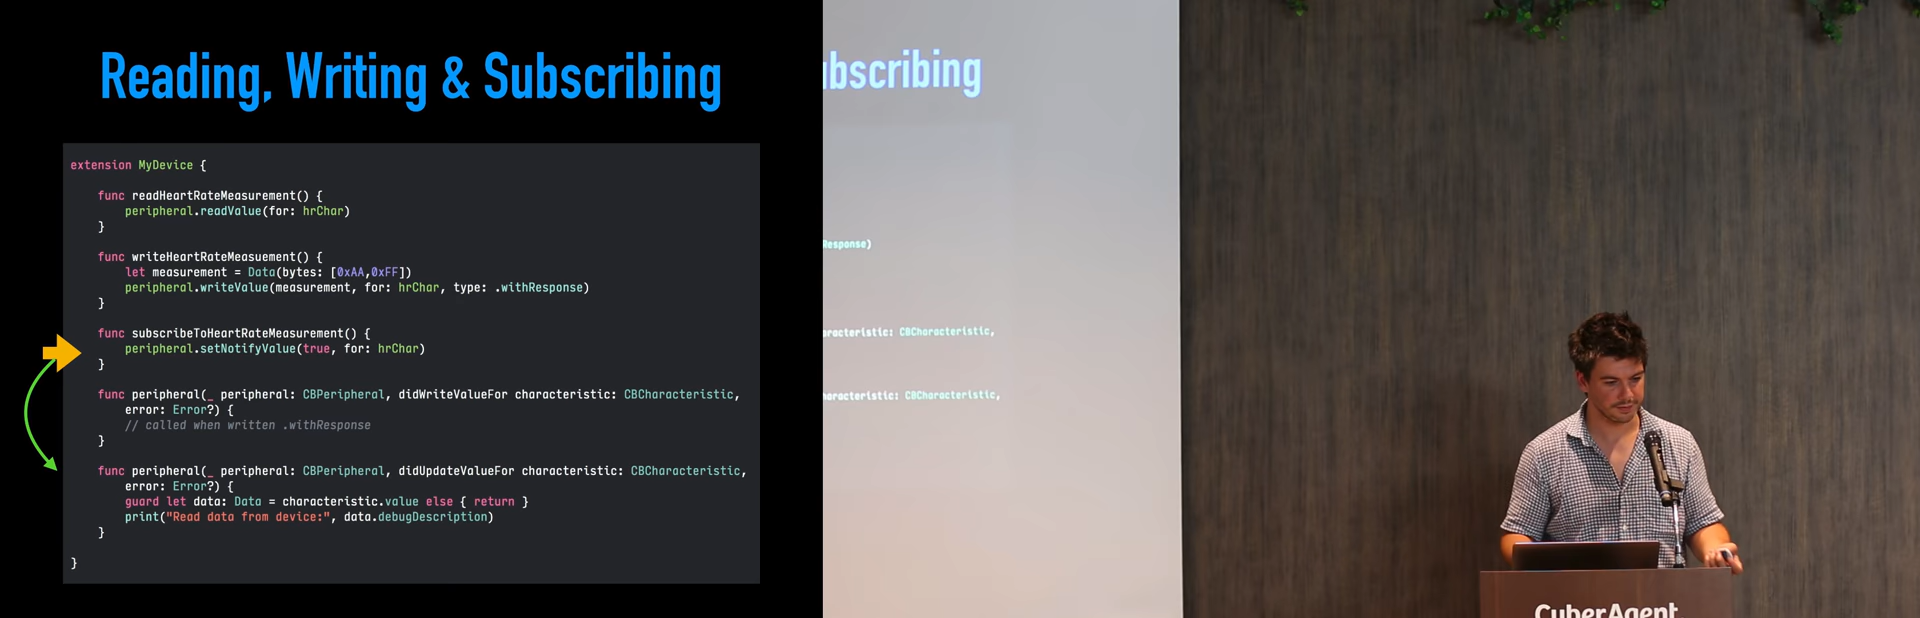 Reading, Writing & Subscribing
extension MyDevice {
func readHeartRateMeasurement() {
peripheral.readValue(for: hrChar)
}
func writeHeartRateMeasuement() {
let measurement = Data(bytes: [0xAA,0xFF])
peripheral.writeValue(measurement, for: hrChar, type: .withResponse)
}
func subscribeToHeartRateMeasurement() {
peripheral.setNotifyValue(true, for: hrChar)
}
func peripheral(_ peripheral: CBPeripheral, didWriteValueFor characteristic: CBCharacteristic,
error: Error?) {
// called when written .withResponse
}
func peripheral(_ peripheral: CBPeripheral, didUpdateValueFor characteristic: CBCharacteristic,
error: Error?) {
guard let data: Data = characteristic.value else { return }
print("Read data from device:", data.debugDescription)
}
}
ubscribing
Response)
aracteristic: CBCharacteristic,
haracteristic: CBCharacteristic,
CyberAgent